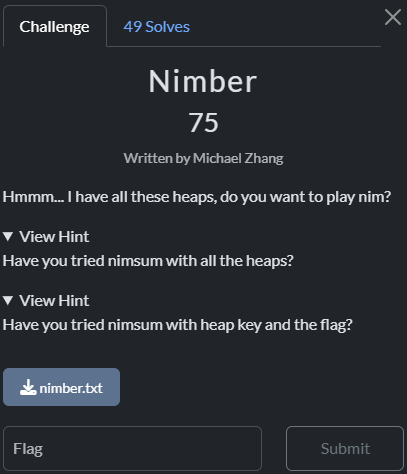 Challenge
49 Solves
Nimber
75
Written by Michael Zhang
Hmmm... I have all these heaps, do you want to play nim?
▼ View Hint
Have you tried nimsum with all the heaps?
▼ View Hint
Have you tried nimsum with heap key and the flag?
nimber.txt
Flag
Submit